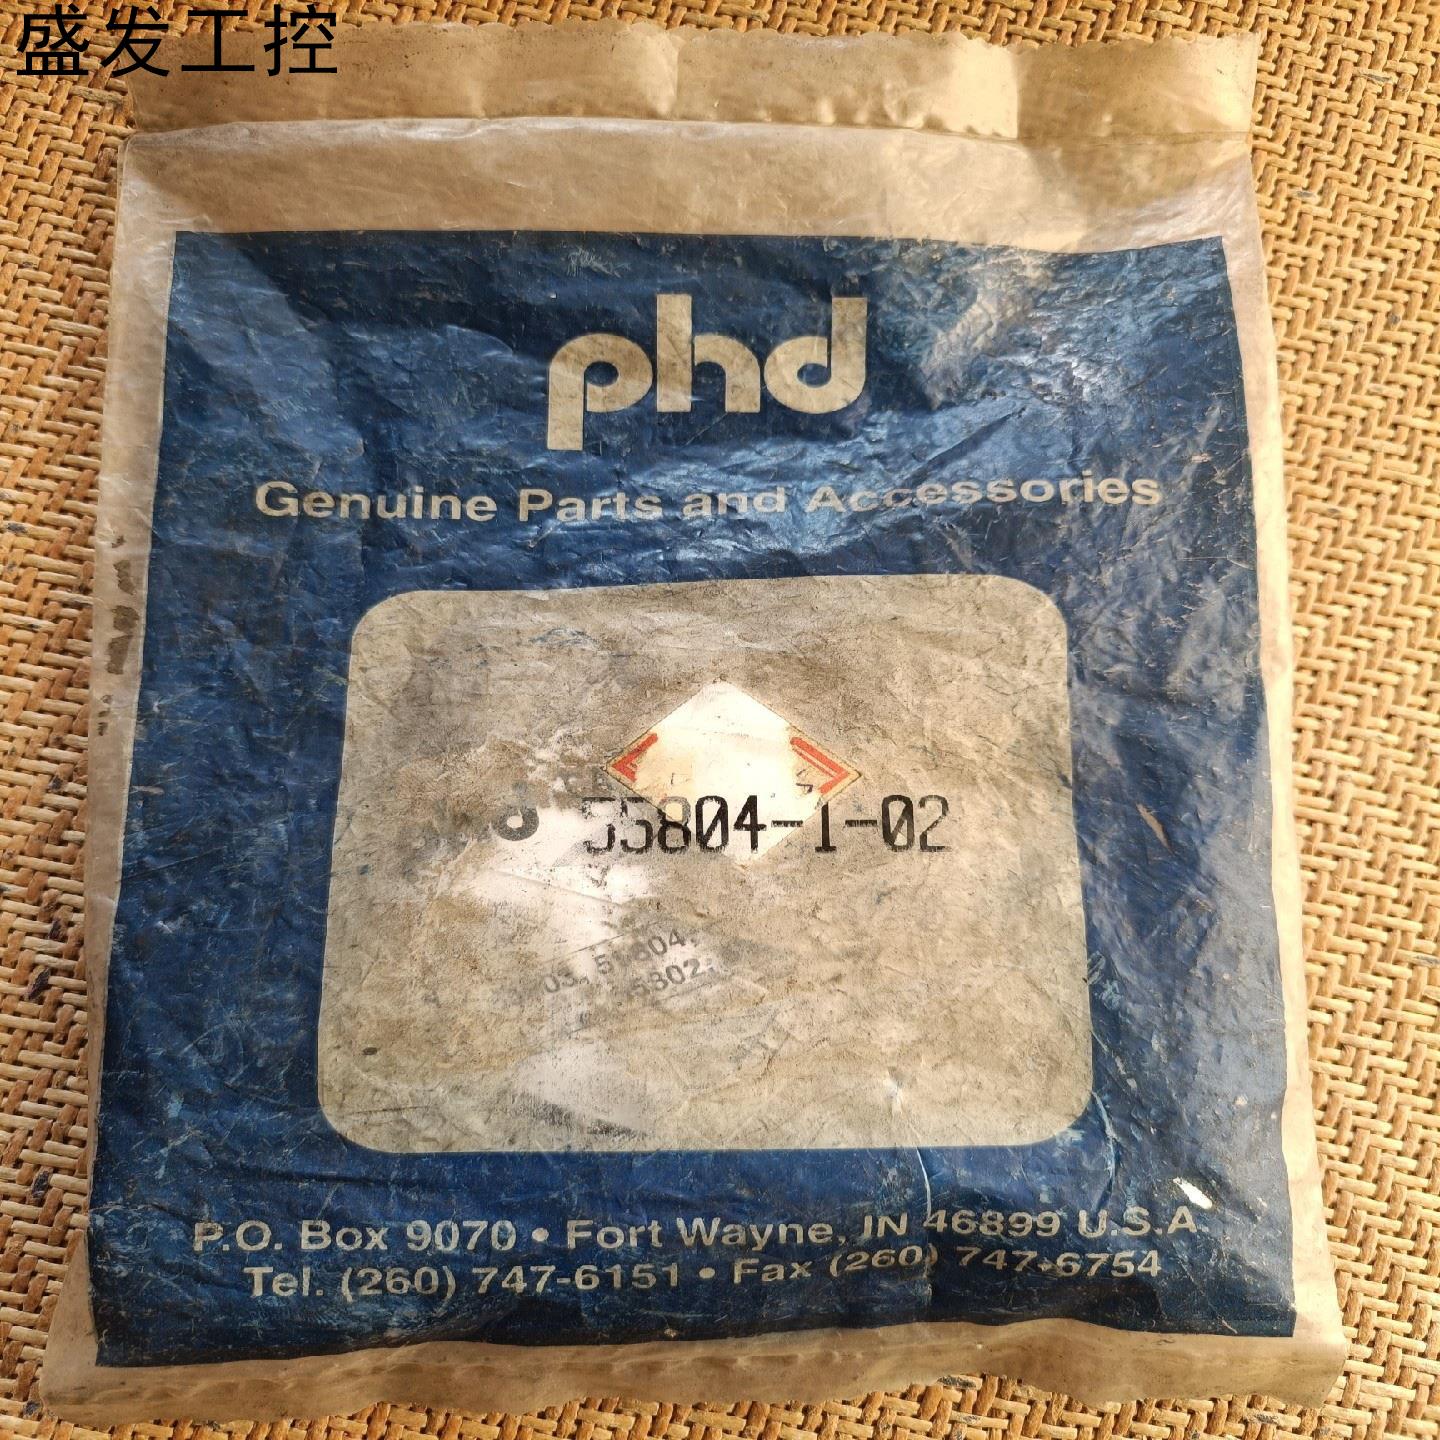 盛发工控
phd
Genuine Parts and Accessories
55804-1-02
P.O. Box 9070 • Fort Wayne, IN 46899 U.S.A.
Tel. (260) 747-6151 • Fax (260) 747-6754